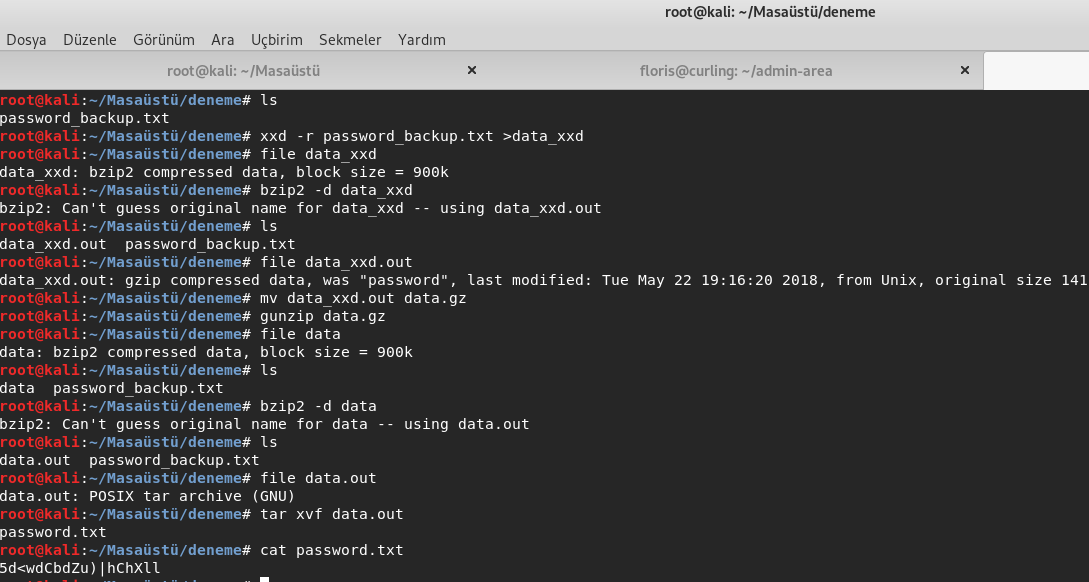 root@kali: ~/Masaüstü/deneme
Dosya Düzenle Görünüm Ara Uçbirim Sekmeler Yardım
root@kali: ~/Masaüstü × floris@curling: ~/admin-area ×
root@kali:~/Masaüstü/deneme# ls
password_backup.txt
root@kali:~/Masaüstü/deneme# xxd -r password_backup.txt >data_xxd
root@kali:~/Masaüstü/deneme# file data_xxd
data_xxd: bzip2 compressed data, block size = 900k
root@kali:~/Masaüstü/deneme# bzip2 -d data_xxd
bzip2: Can't guess original name for data_xxd -- using data_xxd.out
root@kali:~/Masaüstü/deneme# ls
data_xxd.out  password_backup.txt
root@kali:~/Masaüstü/deneme# file data_xxd.out
data_xxd.out: gzip compressed data, was "password", last modified: Tue May 22 19:16:20 2018, from Unix, original size 141
root@kali:~/Masaüstü/deneme# mv data_xxd.out data.gz
root@kali:~/Masaüstü/deneme# gunzip data.gz
root@kali:~/Masaüstü/deneme# file data
data: bzip2 compressed data, block size = 900k
root@kali:~/Masaüstü/deneme# ls
data  password_backup.txt
root@kali:~/Masaüstü/deneme# bzip2 -d data
bzip2: Can't guess original name for data -- using data.out
root@kali:~/Masaüstü/deneme# ls
data.out  password_backup.txt
root@kali:~/Masaüstü/deneme# file data.out
data.out: POSIX tar archive (GNU)
root@kali:~/Masaüstü/deneme# tar xvf data.out
password.txt
root@kali:~/Masaüstü/deneme# cat password.txt
5d<wdCbdZu)|hChXll